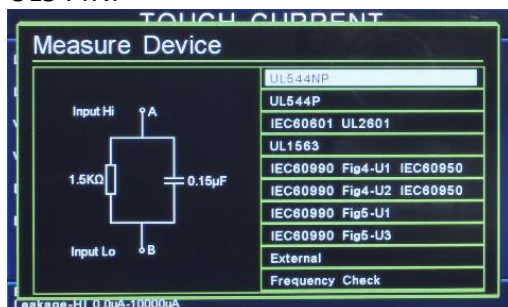 TOUCH CURRENT
Measure Device
Input Hi
A
1.5KΩ
0.15µF
Input Lo
B
UL544NP
UL544P
IEC60601 UL2601
UL1563
IEC60990 Fig4-U1 IEC60950
IEC60990 Fig4-U2 IEC60950
IEC60990 Fig5-U1
IEC60990 Fig5-U3
External
Frequency Check
Leakage-HI 0.0uA-10000uA